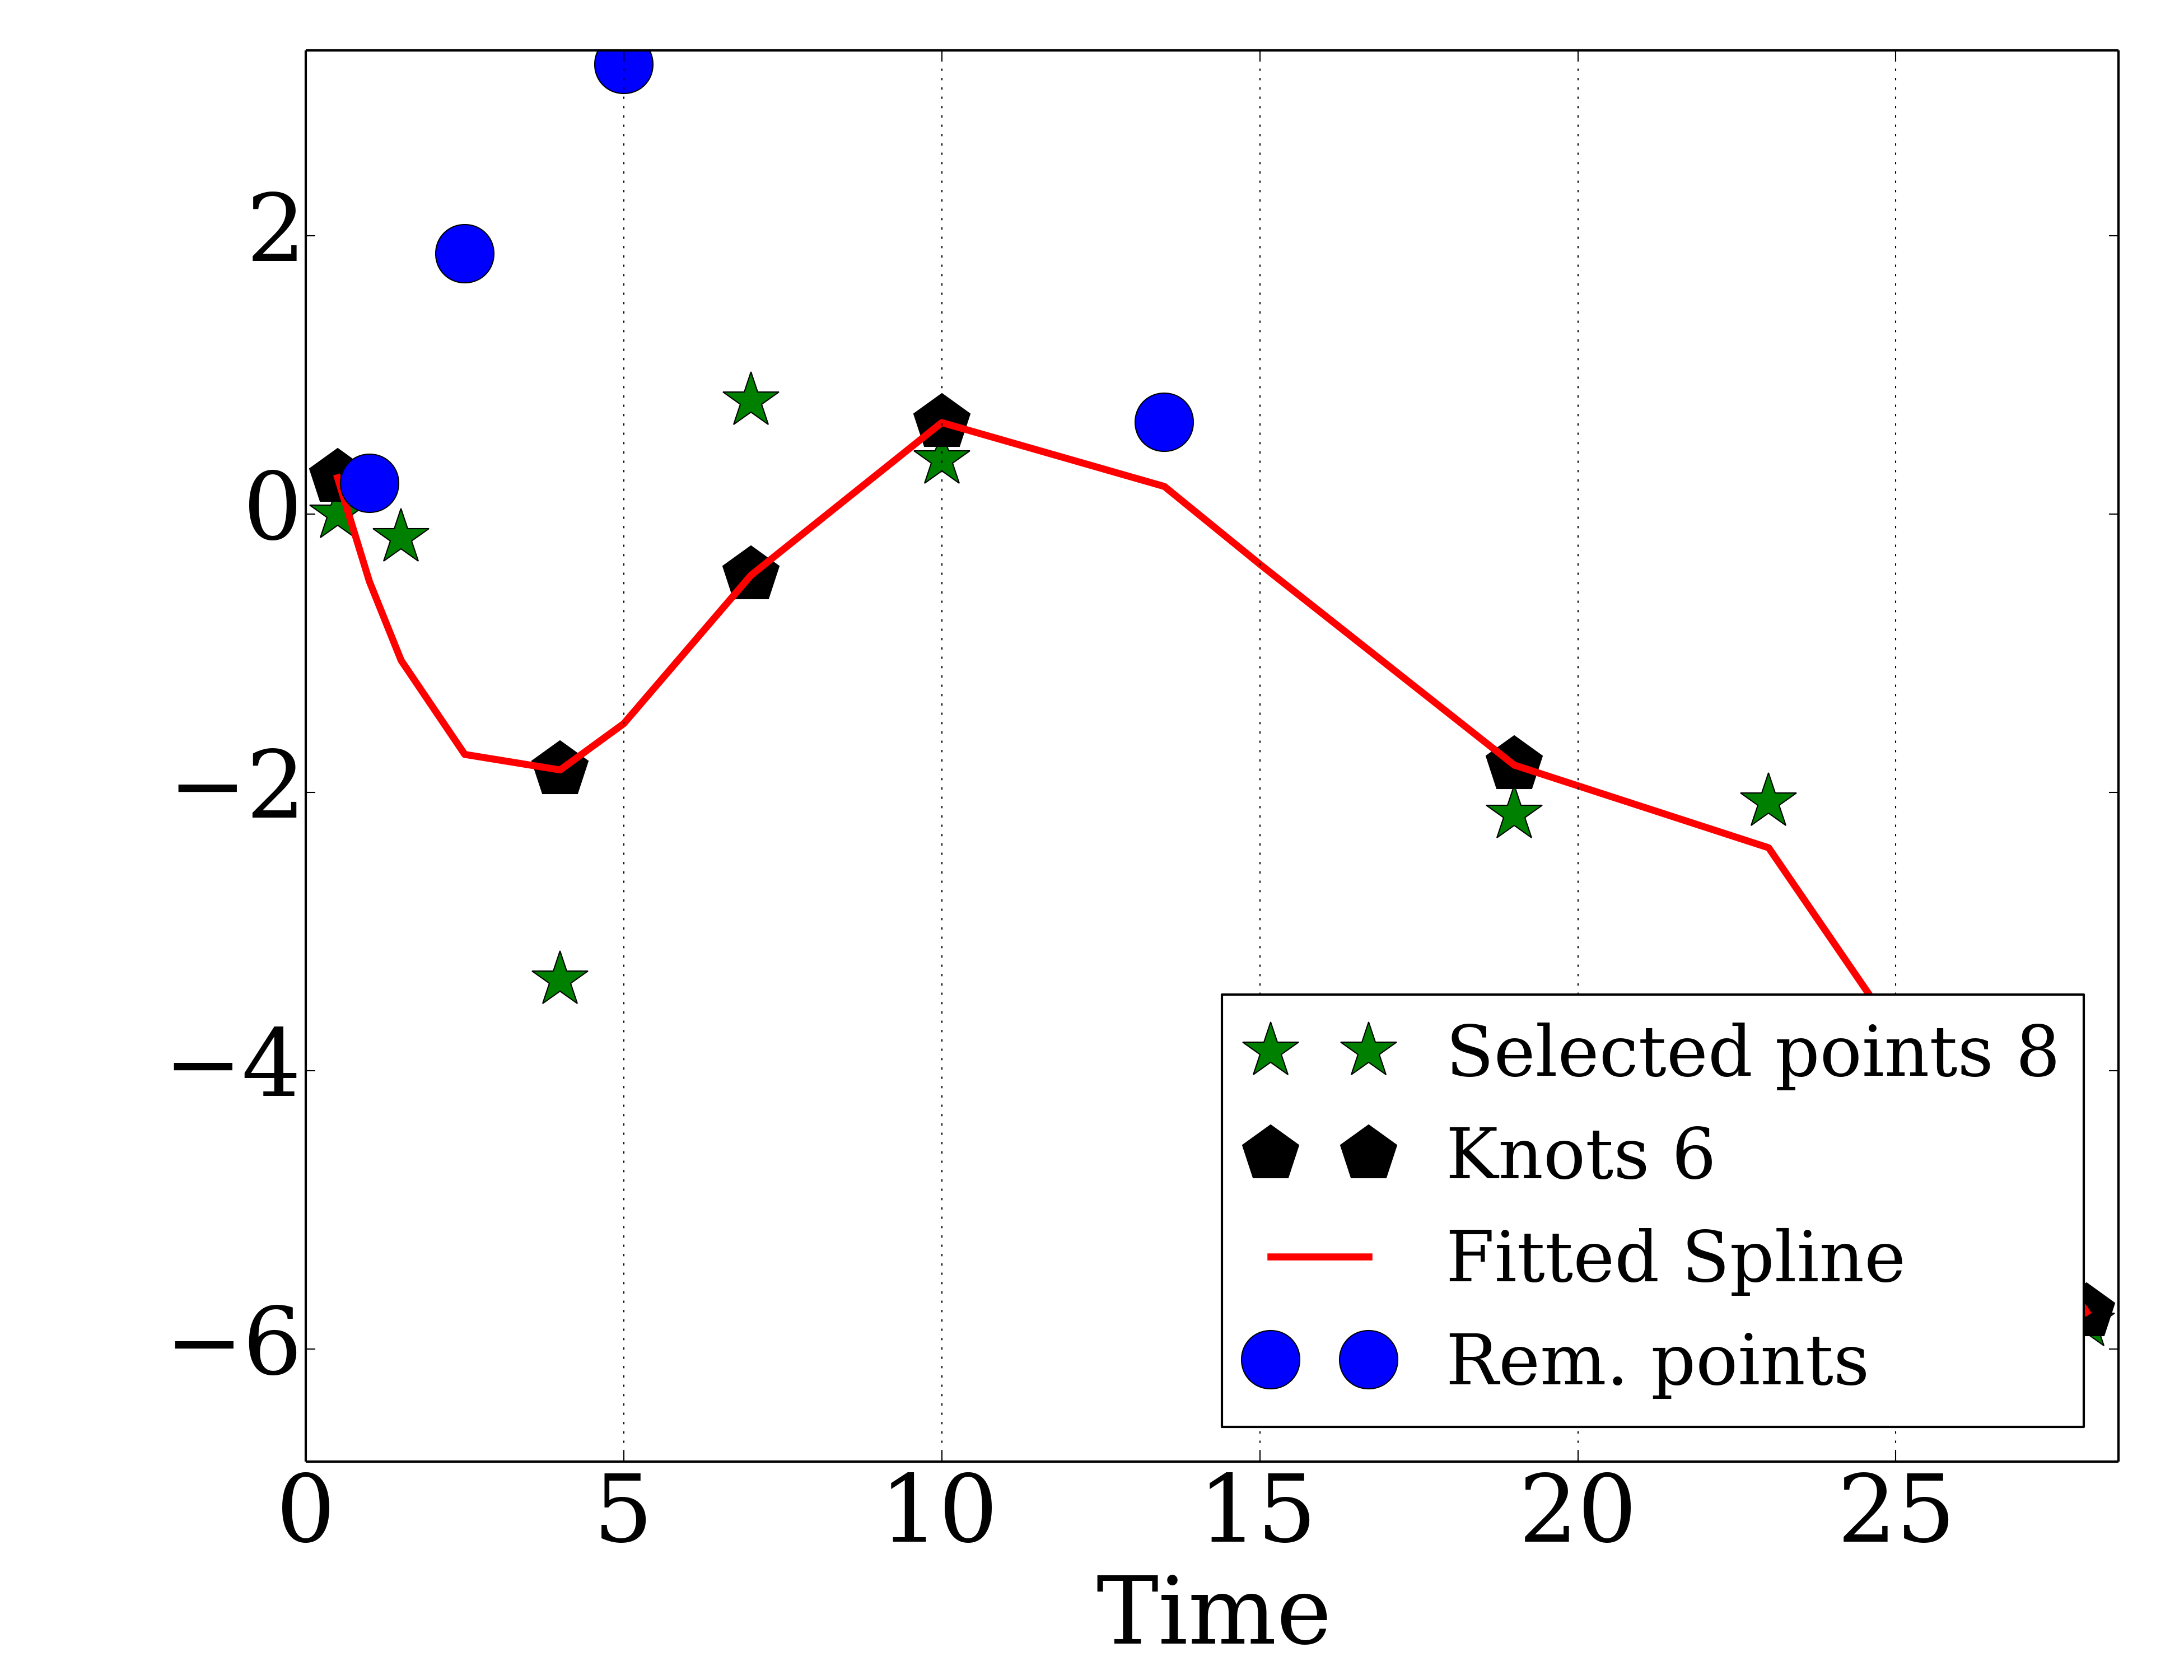 2
0
−2
−4
−6
0 5 10 15 20 25
Time
Selected points 8
Knots 6
Fitted Spline
Rem. points